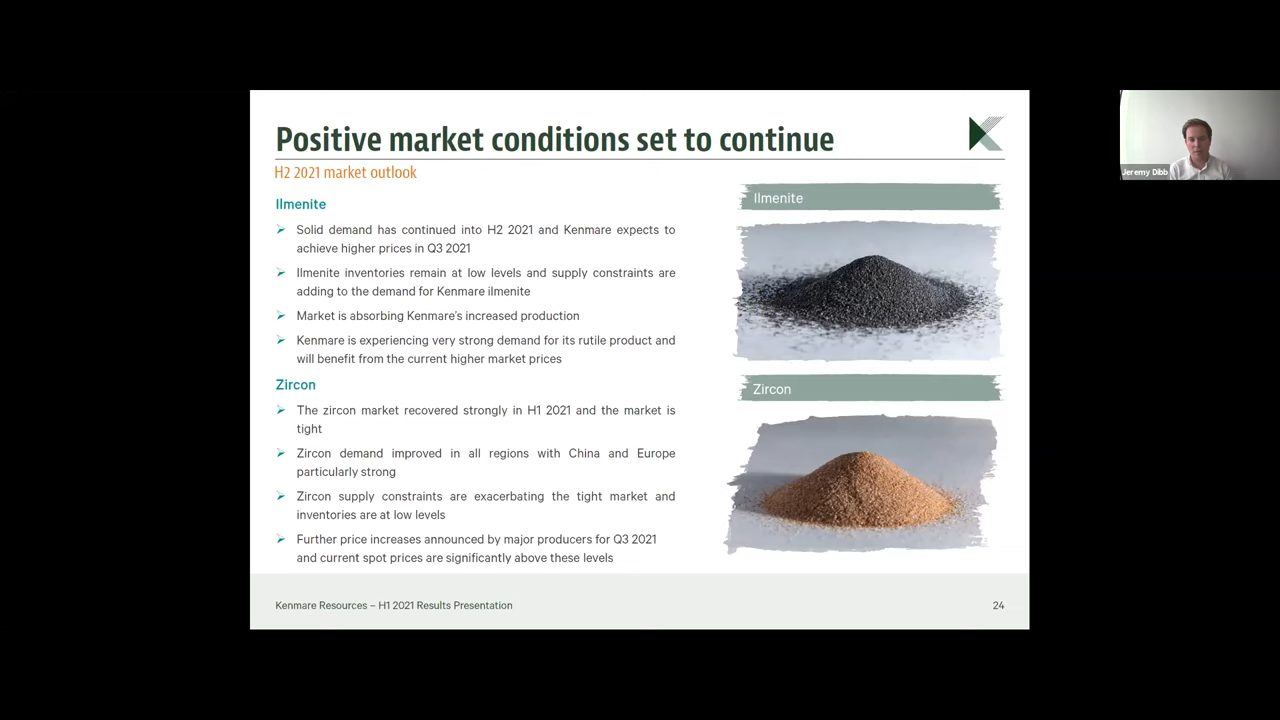 Positive market conditions set to continue
H2 2021 market outlook
Ilmenite
Solid demand has continued into H2 2021 and Kenmare expects to
achieve higher prices in Q3 2021
Ilmenite inventories remain at low levels and supply constraints are
adding to the demand for Kenmare ilmenite
Market is absorbing Kenmare's increased production
Kenmare is experiencing very strong demand for its rutile product and
will benefit from the current higher market prices
Zircon
The zircon market recovered strongly in H1 2021 and the market is
tight
Zircon demand improved in all regions with China and Europe
particularly strong
Zircon supply constraints are exacerbating the tight market and
inventories are at low levels
Further price increases announced by major producers for Q3 2021
and current spot prices are significantly above these levels
Ilmenite
Zircon
Kenmare Resources – H1 2021 Results Presentation
24
Jeremy Dibb